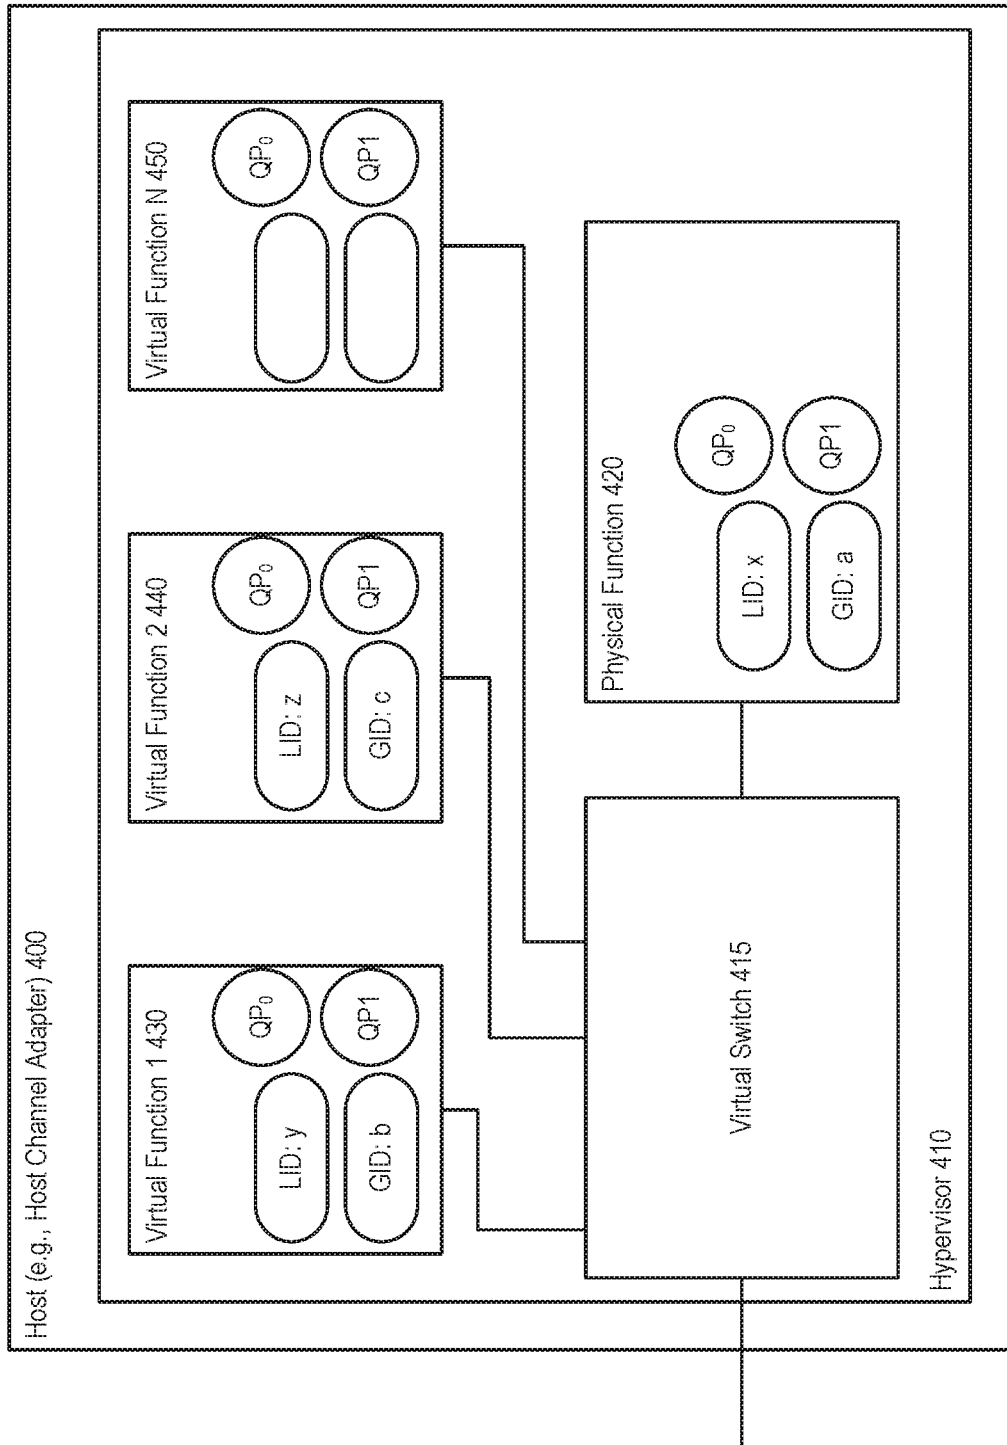 Host (e.g., Host Channel Adapter) 400
Virtual Function 1 430
LID: y
QP₀
GID: b
QP1
Virtual Function 2 440
LID: z
QP₀
GID: c
QP1
Virtual Function N 450
QP₀
QP1
Virtual Switch 415
Physical Function 420
LID: x
QP₀
GID: a
QP1
Hypervisor 410